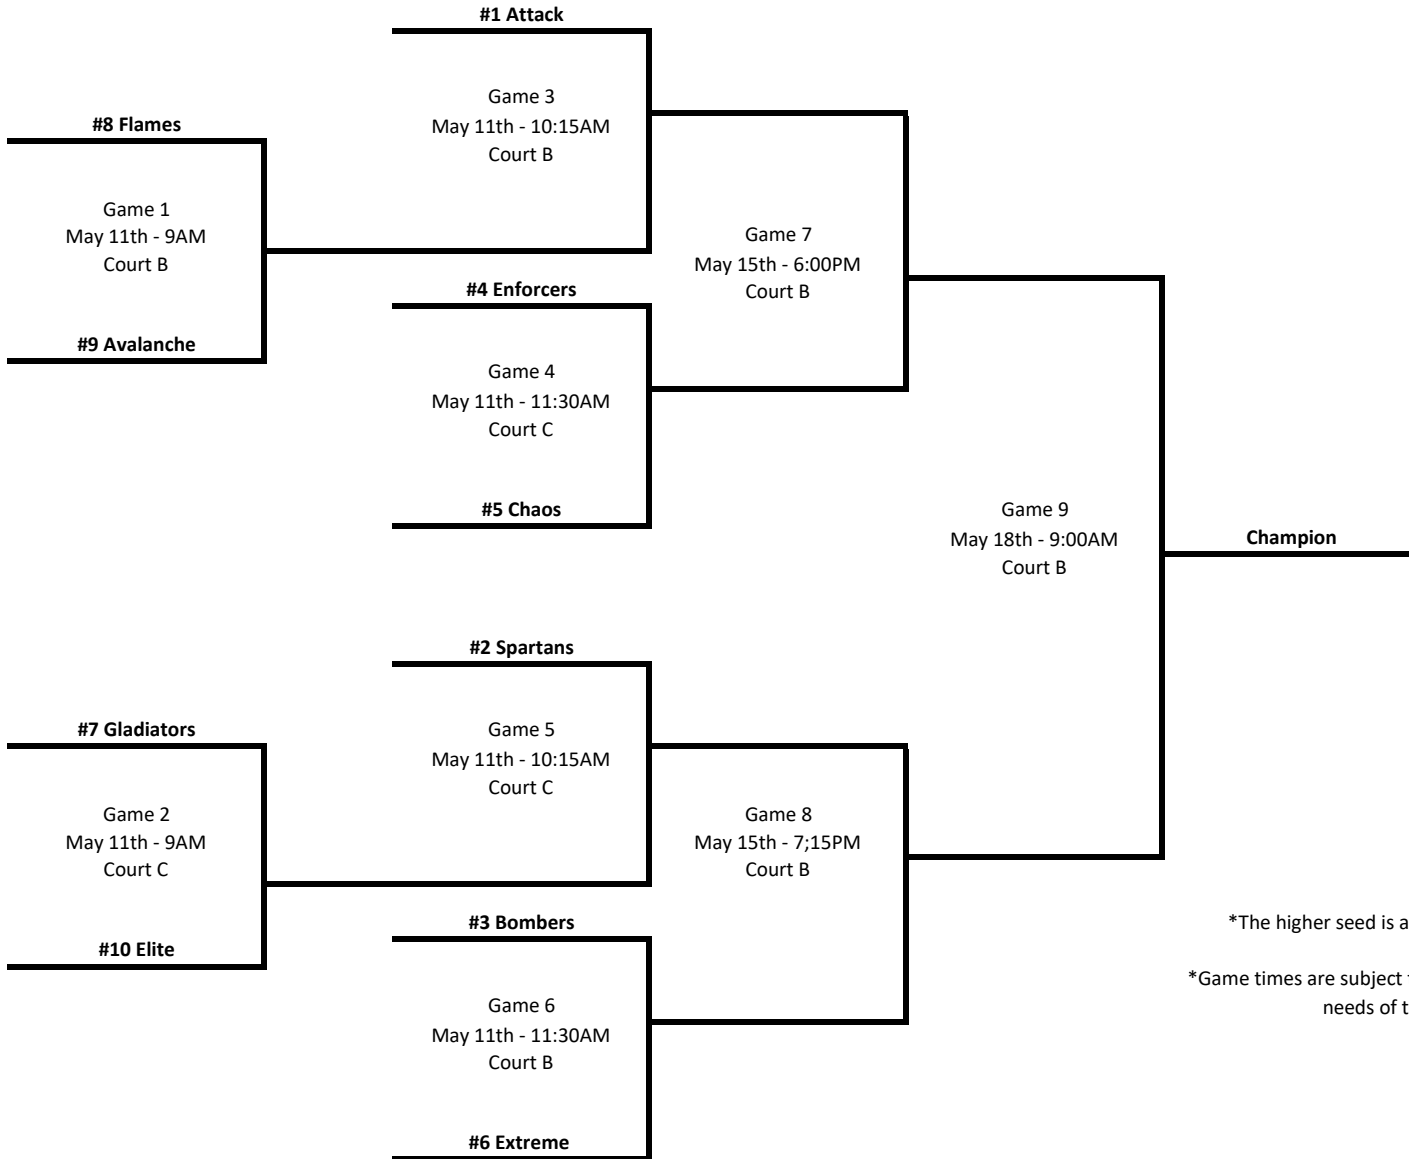 #1 Attack
Game 3
May 11th - 10:15AM
Court B
#8 Flames
Game 1
May 11th - 9AM
Court B
#9 Avalanche
Game 7
May 15th - 6:00PM
Court B
#4 Enforcers
Game 4
May 11th - 11:30AM
Court C
#5 Chaos
Game 9
May 18th - 9:00AM
Court B
Champion
#2 Spartans
Game 5
May 11th - 10:15AM
Court C
#7 Gladiators
Game 2
May 11th - 9AM
Court C
#10 Elite
Game 8
May 15th - 7;15PM
Court B
#3 Bombers
Game 6
May 11th - 11:30AM
Court B
#6 Extreme
*The higher seed is
*Game times are subject
needs of